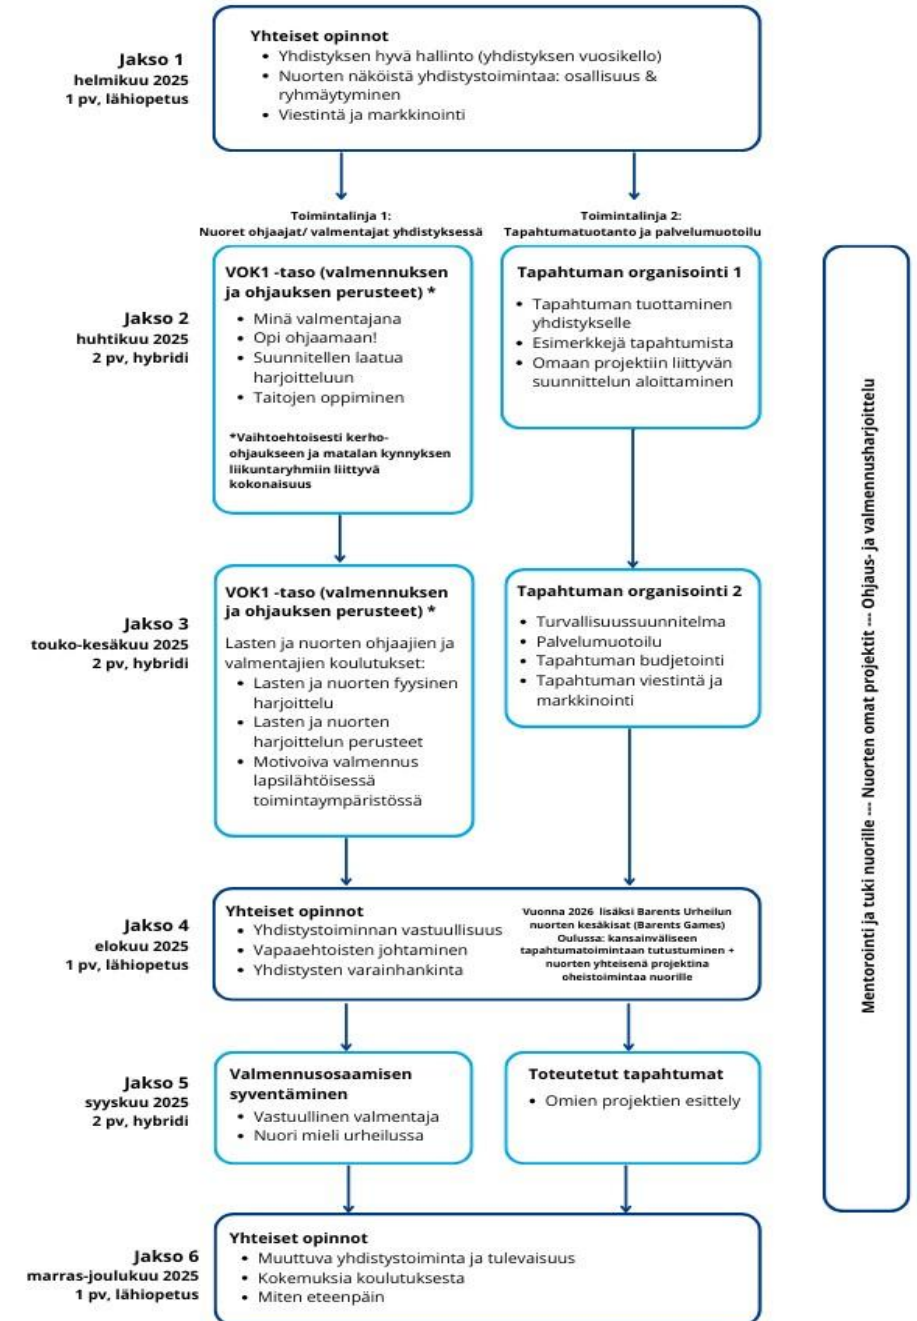 Jakso 1
helmikuu 2025
1 pv, lähiopetus
Yhteiset opinnot
• Yhdistyksen hyvä hallinto (yhdistyksen vuosikello)
• Nuorten näköistä yhdistystoimintaa: osallisuus &
ryhmäytyminen
• Viestintä ja markkinointi
Toimintalinja 1:
Nuoret ohjaajat/ valmentajat yhdistyksessä
Toimintalinja 2:
Tapahtumatuotanto ja palvelumuotoilu
Jakso 2
huhtikuu 2025
2 pv, hybridi
VOK1 -taso (valmennuksen
ja ohjauksen perusteet) *
• Minä valmentajana
• Opi ohjaamaan!
• Suunnitellen laatua
harjoitteluun
• Taitojen oppiminen
*Vaihtoehtoisesti kerho-
ohjaukseen ja matalan kynnyksen
liikuntaryhmiin liittyvä
kokonaisuus
Tapahtuman organisointi 1
• Tapahtuman tuottaminen
yhdistykselle
• Esimerkkejä tapahtumista
• Omaan projektiin liittyvän
suunnittelun aloittaminen
Jakso 3
touko-kesäkuu 2025
2 pv, hybridi
VOK1 -taso (valmennuksen
ja ohjauksen perusteet) *
Lasten ja nuorten ohjaajien ja
valmentajien koulutukset:
• Lasten ja nuorten fyysinen
harjoittelu
• Lasten ja nuorten
harjoittelun perusteet
• Motivoiva valmennus
lapsilähtöisessä
toimintaympäristössä
Tapahtuman organisointi 2
• Turvallisuussuunnitelma
• Palvelumuotoilu
• Tapahtuman budjetointi
• Tapahtuman viestintä ja
markkinointi
Jakso 4
elokuu 2025
1 pv, lähiopetus
Yhteiset opinnot
• Yhdistystoiminnan vastuullisuus
• Vapaaehtoisten johtaminen
• Yhdistysten varainhankinta
Vuonna 2026 lisäksi Barents Urheilun
nuorten kesäkisat (Barents Games)
Oulussa: kansainväliseen
tapahtumatoimintaan tutustuminen +
nuorten yhteisenä projektina
oheistoimintaa nuorille
Jakso 5
syyskuu 2025
2 pv, hybridi
Valmennusosaamisen
syventäminen
• Vastuullinen valmentaja
• Nuori mieli urheilussa
Toteutetut tapahtumat
• Omien projektien esittely
Jakso 6
marras-joulukuu 2025
1 pv, lähiopetus
Yhteiset opinnot
• Muuttuva yhdistystoiminta ja tulevaisuus
• Kokemuksia koulutuksesta
• Miten eteenpäin
Mentorointi ja tuki nuorille --- Nuorten omat projektit --- Ohjaus- ja valmennusharjoittelu